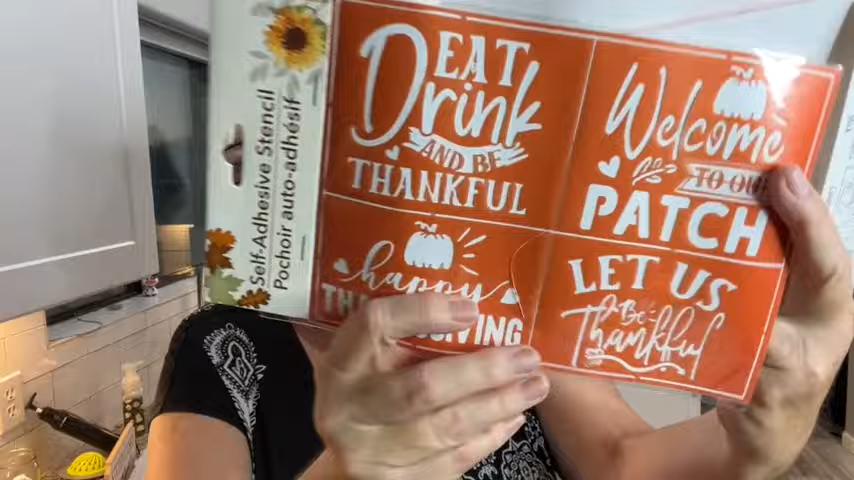 Self-Adhesive Stencil
Pochoir auto-adhésif
EAT
Drink
AND BE
THANKFUL
Welcome
TO OUR
PATCH
happy
LET US
Be
Thankful